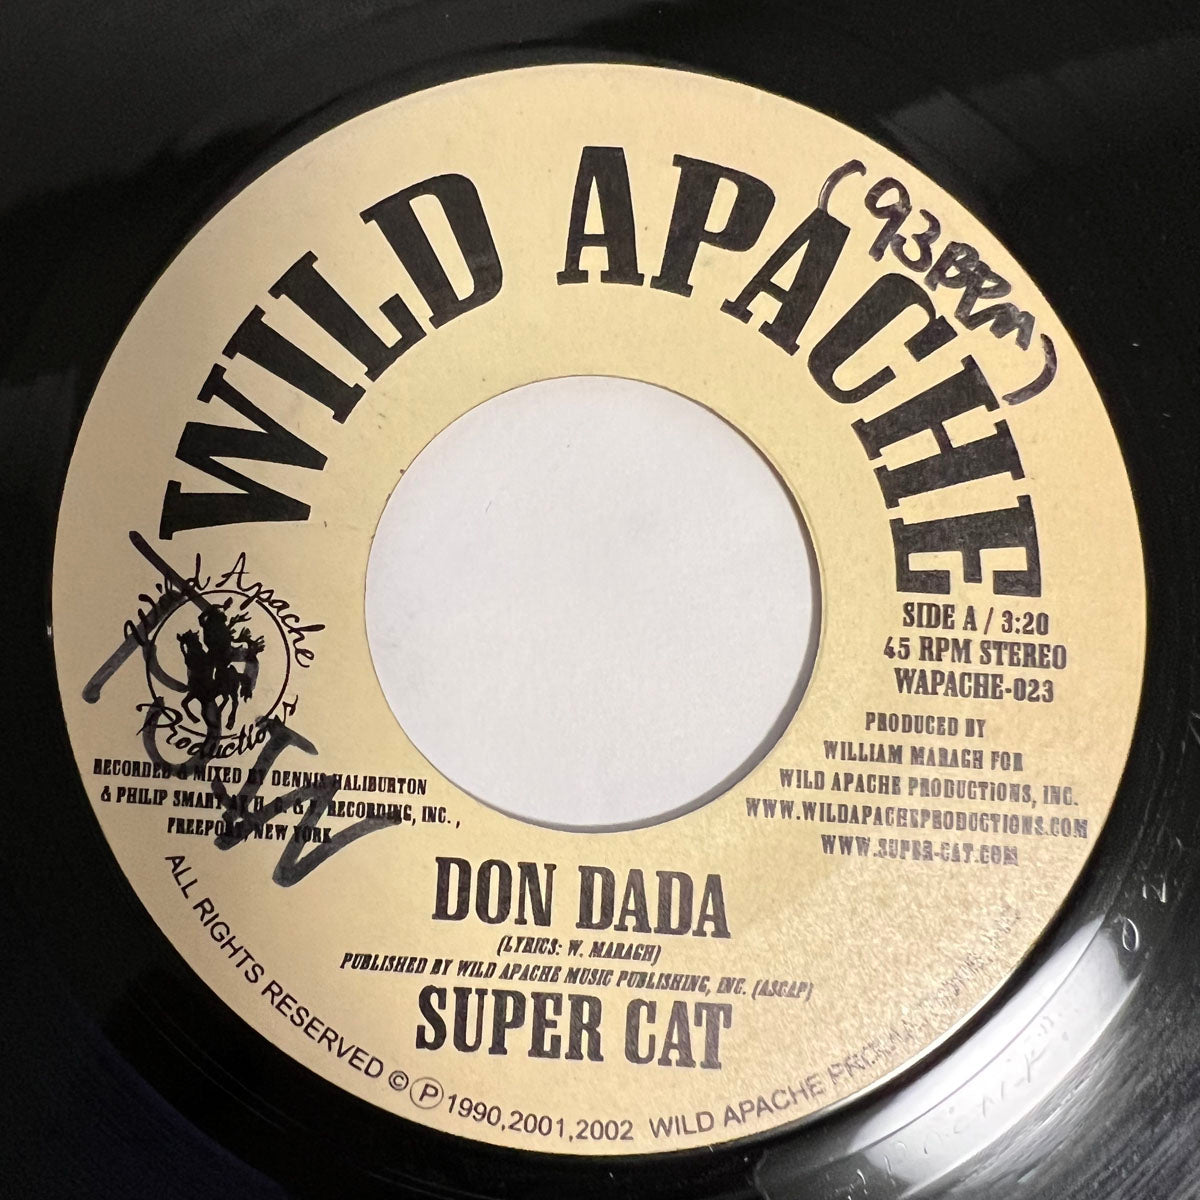 WILD APACHE
(93BPM)
Wild Apache
Production
SIDE A / 3:20
45 RPM STEREO
WAPACHE-023
PRODUCED BY
WILLIAM MARAGH FOR
WILD APACHE PRODUCTIONS, INC.
WWW.WILDAPACHEPRODUCTIONS.COM
WWW.SUPER-CAT.COM
RECORDED & MIXED BY DENNIS HALIBURTON
& PHILIP SMART AT H. C. & F. RECORDING, INC.,
FREEPORT, NEW YORK
DON DADA
(LYRICS: W. MARAGH)
PUBLISHED BY WILD APACHE MUSIC PUBLISHING, INC. (ASCAP)
SUPER CAT
ALL RIGHTS RESERVED © ℗ 1990,2001,2002 WILD APACHE